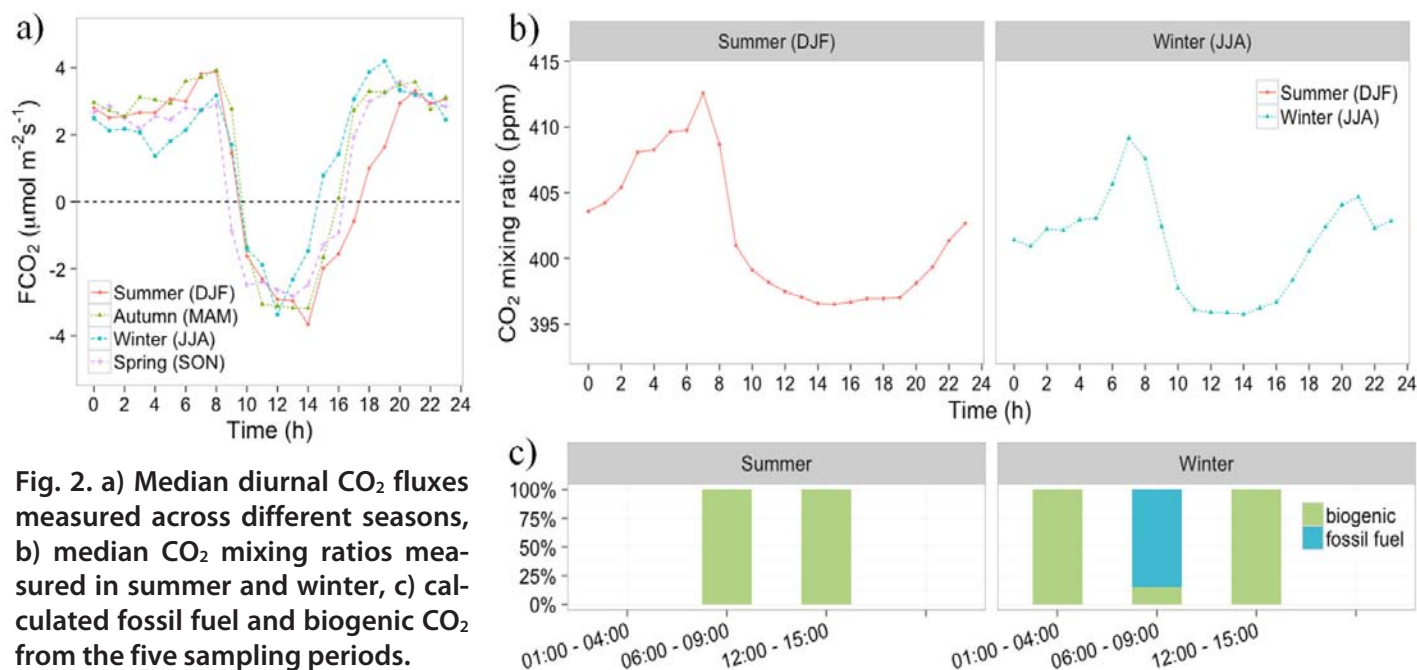 a)
4
2
0
-2
-4
FCO₂ (μmol m⁻²s⁻¹)
Summer (DJF)
Autumn (MAM)
Winter (JJA)
Spring (SON)
0 2 4 6 8 10 12 14 16 18 20 22 24
Time (h)
b)
Summer (DJF)
Winter (JJA)
415
410
405
400
395
CO₂ mixing ratio (ppm)
Summer (DJF)
Winter (JJA)
0 2 4 6 8 10 12 14 16 18 20 22 24
0 2 4 6 8 10 12 14 16 18 20 22 24
Time (h)
c)
Summer
Winter
100%
75%
50%
25%
0%
biogenic
fossil fuel
01:00 - 04:00
06:00 - 09:00
12:00 - 15:00
01:00 - 04:00
06:00 - 09:00
12:00 - 15:00
Fig. 2. a) Median diurnal CO₂ fluxes
measured across different seasons,
b) median CO₂ mixing ratios mea-
sured in summer and winter, c) cal-
culated fossil fuel and biogenic CO₂
from the five sampling periods.